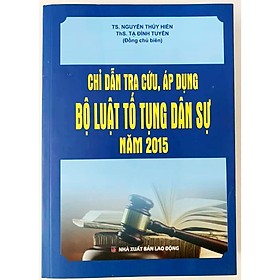 TS. NGUYỄN THÚY HIỀN
ThS. TẠ ĐÌNH TUYÊN
(Đồng chủ biên)
CHỈ DẪN TRA CỨU, ÁP DỤNG
BỘ LUẬT TỐ TỤNG DÂN SỰ
NĂM 2015
NHÀ XUẤT BẢN LAO ĐỘNG